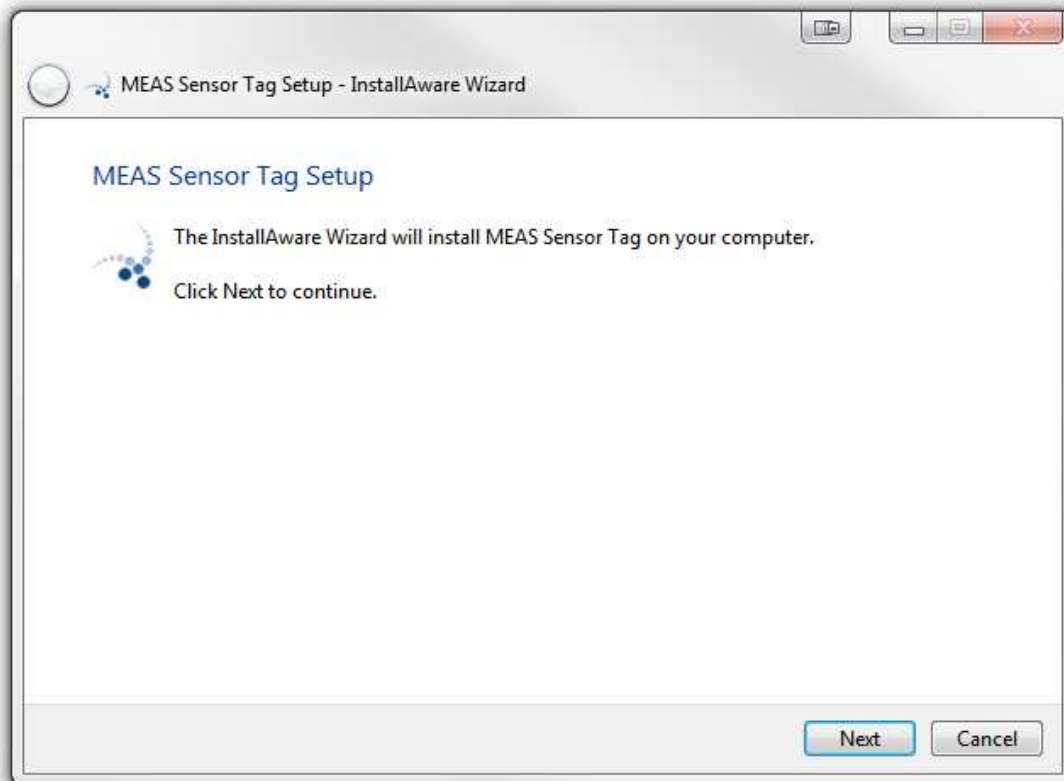 MEAS Sensor Tag Setup - InstallAware Wizard
MEAS Sensor Tag Setup
The InstallAware Wizard will install MEAS Sensor Tag on your computer.
Click Next to continue.
Next
Cancel